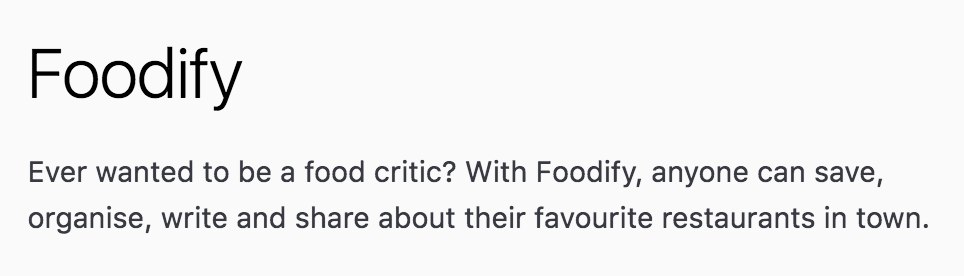 Foodify
Ever wanted to be a food critic? With Foodify, anyone can save,
organise, write and share about their favourite restaurants in town.